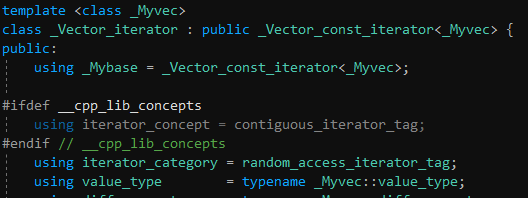 template <class _Myvec>
class _Vector_iterator : public _Vector_const_iterator<_Myvec> {
public:
    using _Mybase = _Vector_const_iterator<_Myvec>;

#ifdef __cpp_lib_concepts
    using iterator_concept = contiguous_iterator_tag;
#endif // __cpp_lib_concepts
    using iterator_category = random_access_iterator_tag;
    using value_type        = typename _Myvec::value_type;